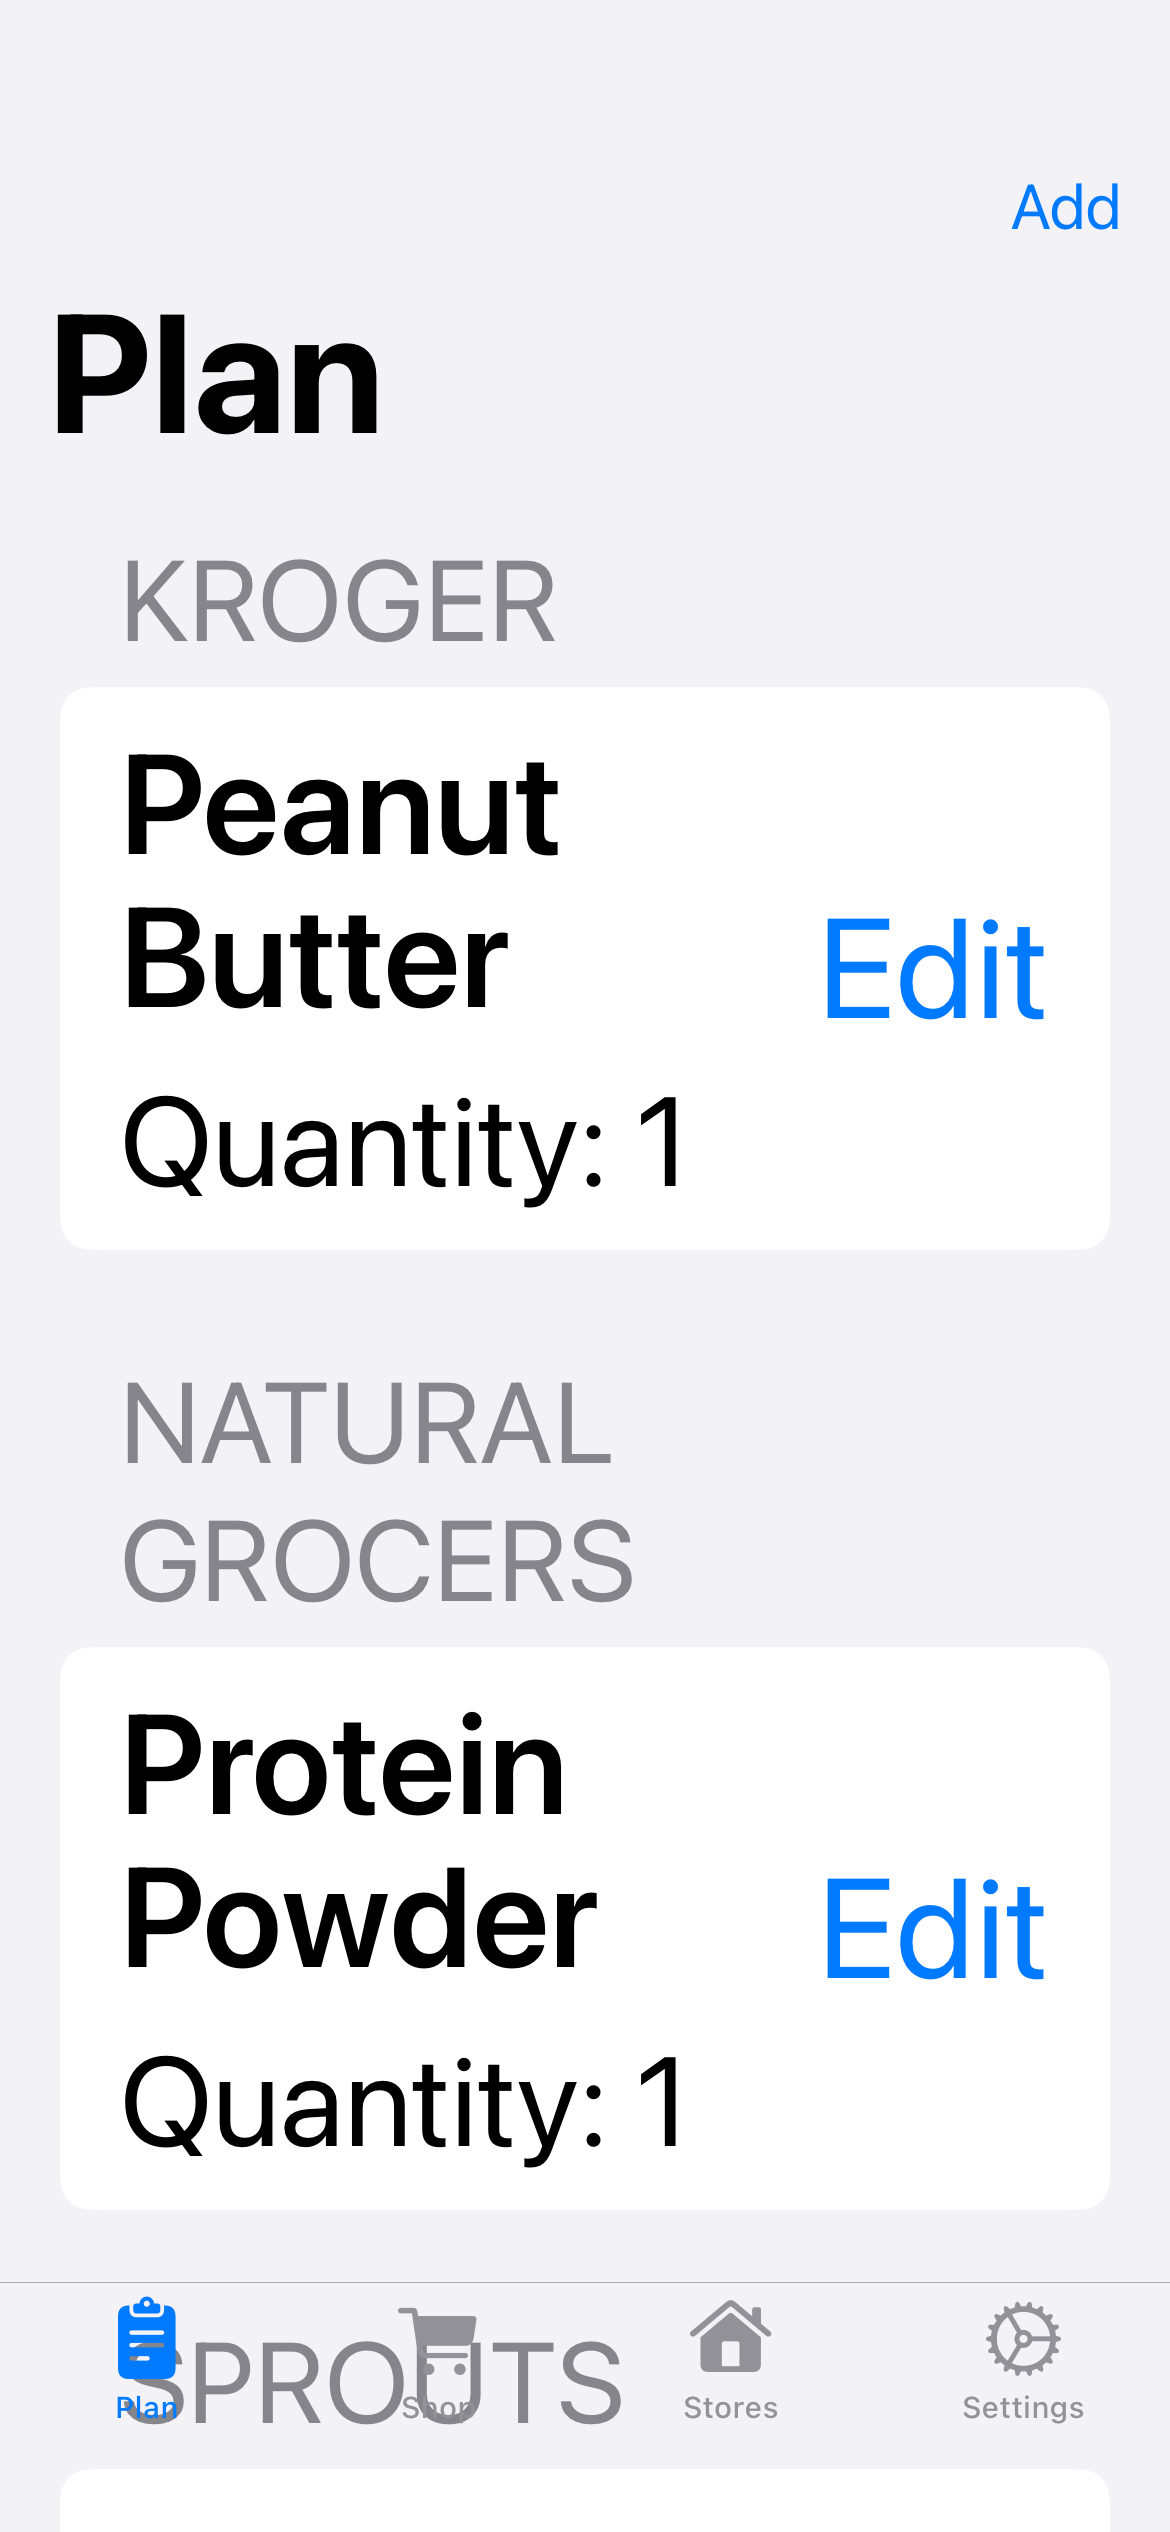 Add
Plan
KROGER
Peanut
Butter
Edit
Quantity: 1
NATURAL
GROCERS
Protein
Powder
Edit
Quantity: 1
SPROUTS
Plan
Shop
Stores
Settings